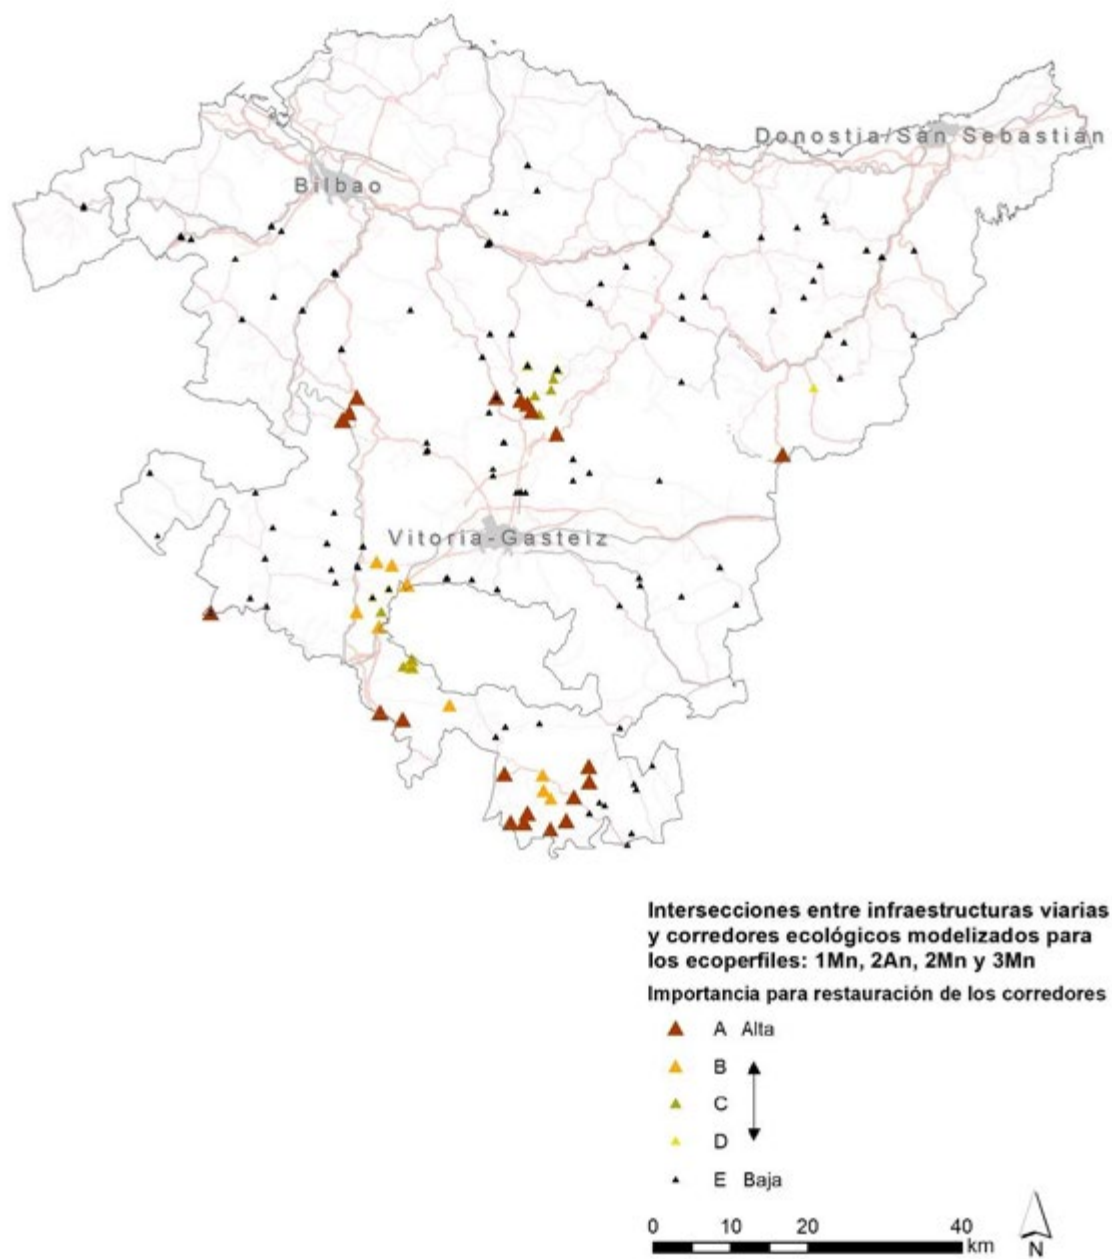 Donostia/San Sebastián
Bilbao
Vitoria-Gasteiz
Intersecciones entre infraestructuras viarias
y corredores ecológicos modelizados para
los ecoperfiles: 1Mn, 2An, 2Mn y 3Mn
Importancia para restauración de los corredores
A Alta
B
C
D
E Baja
0 10 20 40
km
N